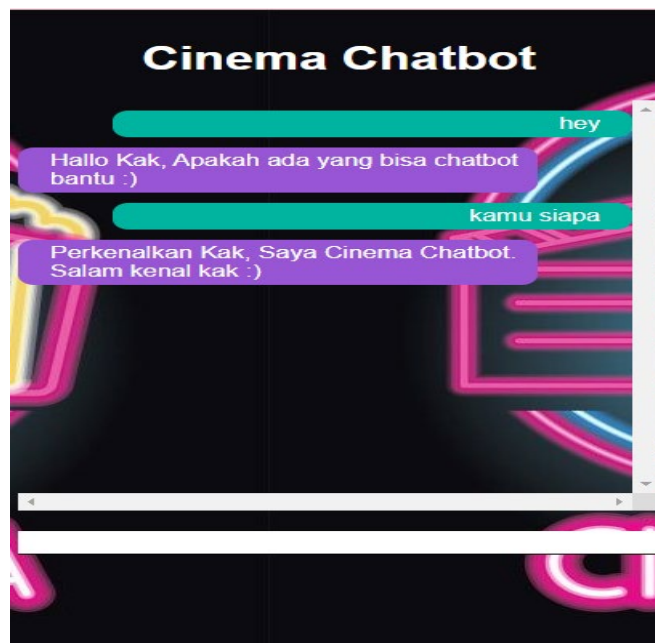 Cinema Chatbot
hey
Hallo Kak, Apakah ada yang bisa chatbot
bantu :)
kamu siapa
Perkenalkan Kak, Saya Cinema Chatbot.
Salam kenal kak :)